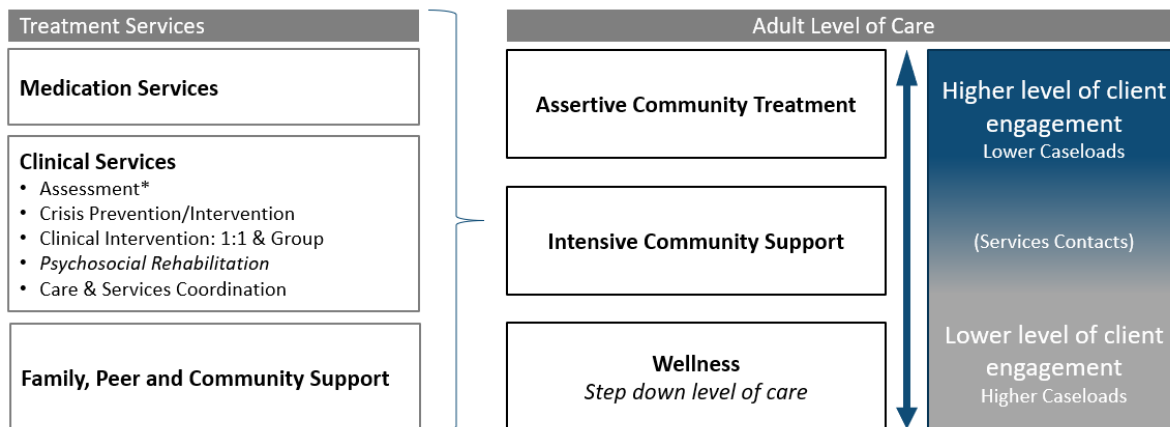 Treatment Services
Medication Services
Clinical Services
• Assessment*
• Crisis Prevention/Intervention
• Clinical Intervention: 1:1 & Group
• Psychosocial Rehabilitation
• Care & Services Coordination
Family, Peer and Community Support
Adult Level of Care
Assertive Community Treatment
Intensive Community Support
Wellness
Step down level of care
Higher level of client
engagement
Lower Caseloads
(Services Contacts)
Lower level of client
engagement
Higher Caseloads